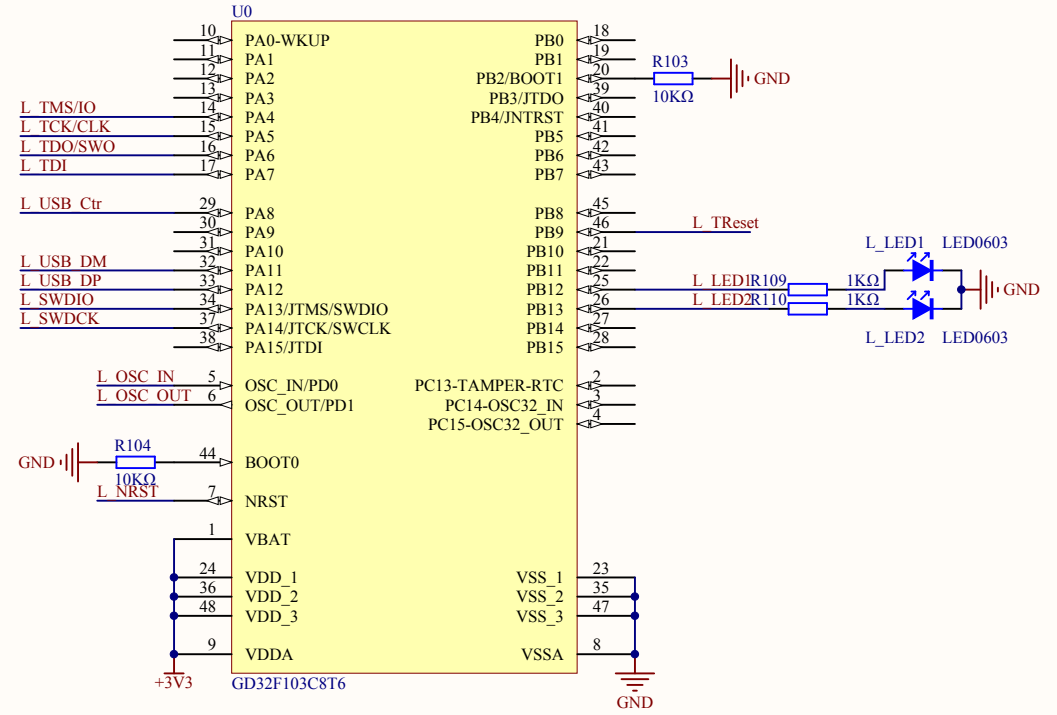 U0
10 PA0-WKUP PB0 18
11 PA1 PB1 19
12 PA2 PB2/BOOT1 20 R103 10KΩ GND
13 PA3 PB3/JTDO 39
L_TMS/IO 14 PA4 PB4/JNTRST 40
L_TCK/CLK 15 PA5 PB5 41
L_TDO/SWO 16 PA6 PB6 42
L_TDI 17 PA7 PB7 43
L_USB_Ctr 29 PA8 PB8 45
30 PA9 PB9 46 L_TReset
31 PA10 PB10 21 L_LED1 LED0603
L_USB_DM 32 PA11 PB11 22
L_USB_DP 33 PA12 PB12 25 L_LED1 R109 1KΩ GND
L_SWDIO 34 PA13/JTMS/SWDIO PB13 26 L_LED2 R110 1KΩ
L_SWDCK 37 PA14/JTCK/SWCLK PB14 27
38 PA15/JTDI PB15 28 L_LED2 LED0603
L_OSC_IN 5 OSC_IN/PD0 PC13-TAMPER-RTC 2
L_OSC_OUT 6 OSC_OUT/PD1 PC14-OSC32_IN 3
PC15-OSC32_OUT 4
R104
GND 44 BOOT0
10KΩ
L_NRST 7 NRST
1 VBAT
24 VDD_1 VSS_1 23
36 VDD_2 VSS_2 35
48 VDD_3 VSS_3 47
9 VDDA VSSA 8
+3V3 GD32F103C8T6
GND